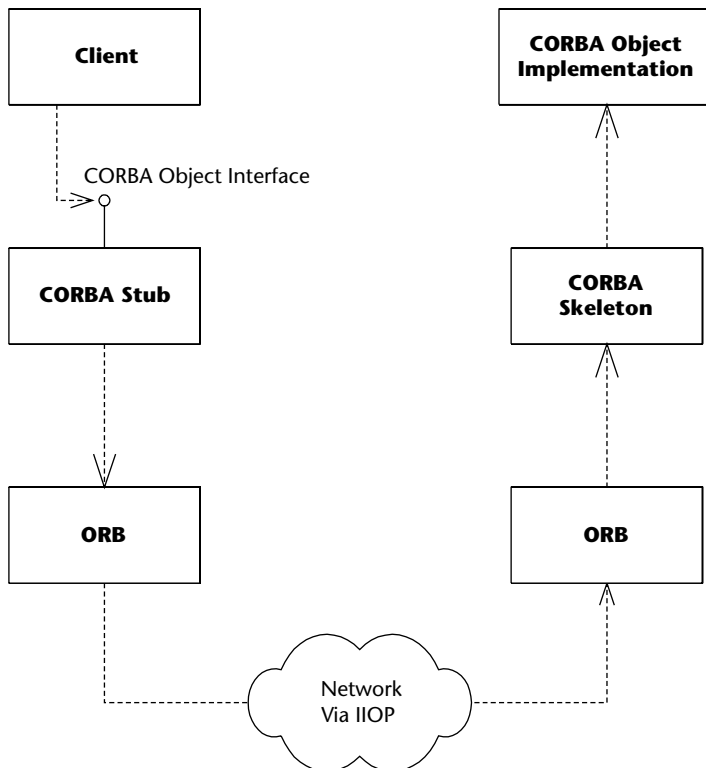 Client
CORBA Object
Implementation
CORBA Object Interface
CORBA Stub
CORBA
Skeleton
ORB
ORB
Network
Via IIOP